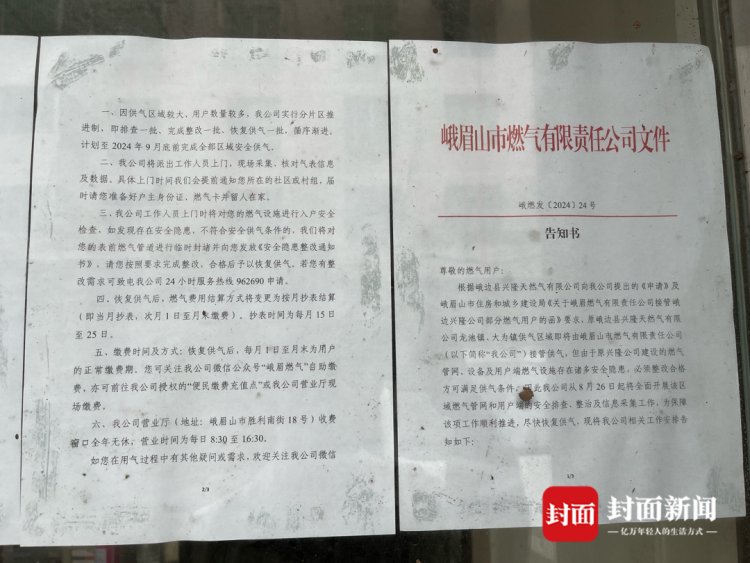 峨眉山市燃气有限责任公司文件
峨燃发〔2024〕24号
告知书
尊敬的燃气用户：
根据峨边县兴隆天然气有限公司向我公司提出的《申请》及
峨眉山市住房和城乡建设局《关于峨眉燃气有限责任公司接管峨
边兴隆公司部分燃气用户的函》要求，原峨边县兴隆天然气有限公
司龙池镇、大为镇供气区域即将由峨眉山市燃气有限责任公司
（以下简称“我公司”）接管供气，但由于原兴隆公司建设的燃气
管网、设备及用户端燃气设施存在诸多安全隐患，必须整改合格
方可满足供气条件。因此我公司从8月26日起将全面开展该区
域燃气管网和用户端的安全排查、整治及信息采集工作，为保障
该项工作顺利推进，尽快恢复供气，现将我公司相关工作安排告
知如下：
1/3
一、因供气区域较大，用户数量较多，我公司实行分片区推
进制，即排查一批、完成整改一批、恢复供气一批，循序渐进。
计划至2024年9月底前完成全部区域安全供气。
二、我公司将派出工作人员上门，现场采集、核对气表信息
及数据。具体上门时间我们会提前通知您所在的社区或村组，届
时请您准备好户主身份证、燃气卡并留人在家。
三、我公司工作人员上门时将对您的燃气设施进行入户安全
检查，如发现存在安全隐患，不符合安全供气条件的，我们将对
您的表前燃气管道进行临时封堵并向您发放《安全隐患整改通知
书》，请您按照要求完成整改，合格后予以恢复供气。若您有整
改需求可致电我公司24小时服务热线962690申请。
四、恢复供气后，燃气费用结算方式将变更为按月抄表结算
（即当月抄表，次月1日至月末缴费）。抄表时间为每月15日
至25日。
五、缴费时间及方式：恢复供气后，每月1日至月末为用户
的正常缴费期。您可关注我公司微信公众号“峨眉燃气”自助缴
费，亦可前往我公司授权的“便民缴费充值点”或我公司营业厅现
场缴费。
六、我公司营业厅（地址：峨眉山市胜利南街18号）收费
窗口全年无休，营业时间为每日8:30至16:30。
如您在用气过程中有其他疑问或需求，欢迎关注我公司微信
2/3
封面
封面新闻
亿万年轻人的生活方式